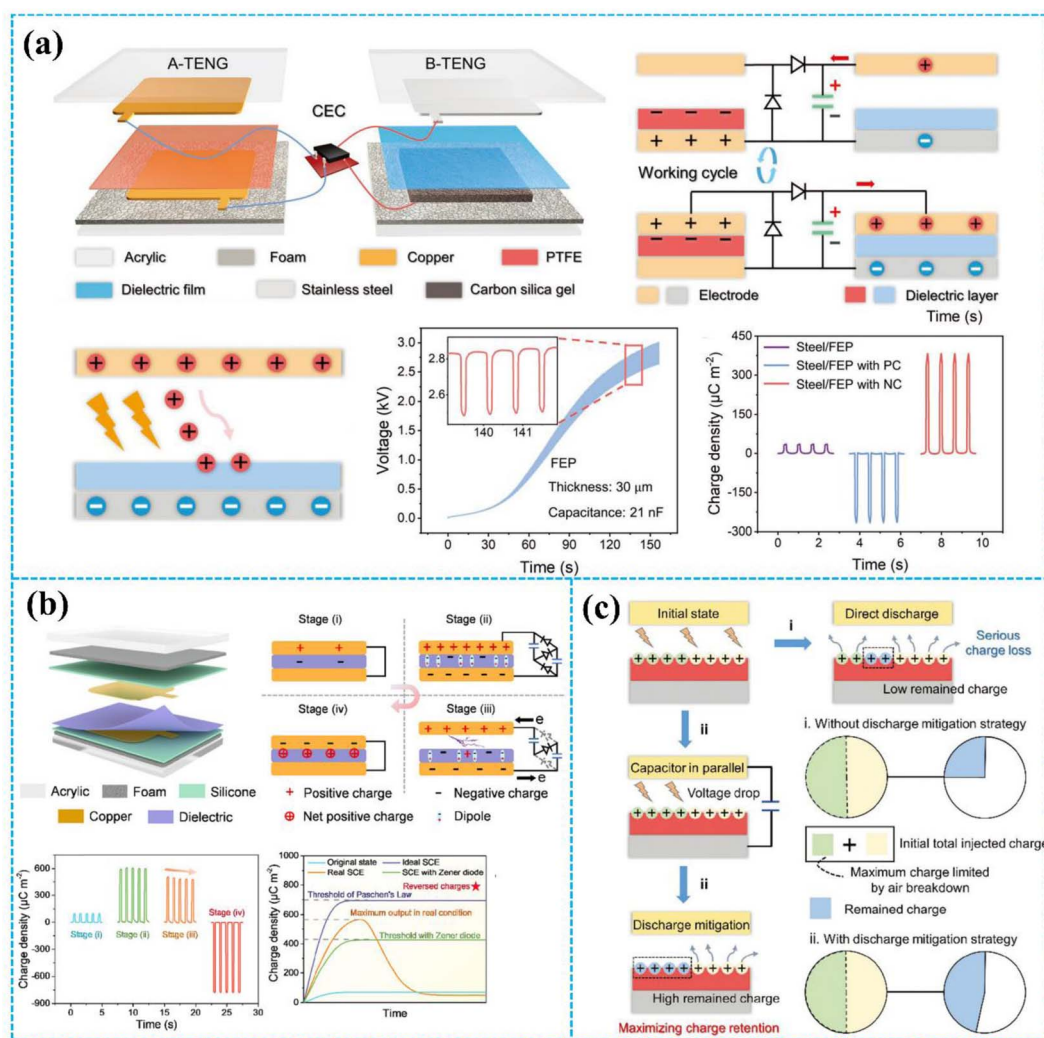 (a)
A-TENG
B-TENG
CEC
Acrylic
Foam
Copper
PTFE
Dielectric film
Stainless steel
Carbon silica gel
Working cycle
Electrode
Dielectric layer
Time (s)
Voltage (kV)
3.0
2.5
2.0
1.5
1.0
0.5
0.0
2.8
2.6
140
141
FEP
Thickness: 30 μm
Capacitance: 21 nF
0 30 60 90 120 150
Time (s)
Charge density (μC m⁻²)
450
300
150
0
-150
-300
Steel/FEP
Steel/FEP with PC
Steel/FEP with NC
0 2 4 6 8 10
Time (s)
(b)
Acrylic
Foam
Silicone
Copper
Dielectric
Stage (i)
Stage (ii)
Stage (iv)
Stage (iii)
e
e
+ Positive charge
- Negative charge
⊕ Net positive charge
Dipole
Charge density (μC m⁻²)
600
300
0
-300
-600
-900
Stage (i)
Stage (ii)
Stage (iii)
Stage (iv)
0 5 10 15 20 25 30
Time (s)
Charge density (μC m⁻²)
1000
800
600
400
200
0
Original state
Ideal SCE
Real SCE
SCE with Zener diode
Reversed charges
Threshold of Paschen's Law
Maximum output in real condition
Threshold with Zener diode
Time
(c)
Initial state
i
Direct discharge
Serious
charge loss
Low remained charge
ii
Capacitor in parallel
Voltage drop
ii
Discharge mitigation
High remained charge
Maximizing charge retention
i. Without discharge mitigation strategy
+
Initial total injected charge
Maximum charge limited
by air breakdown
Remained charge
ii. With discharge mitigation strategy